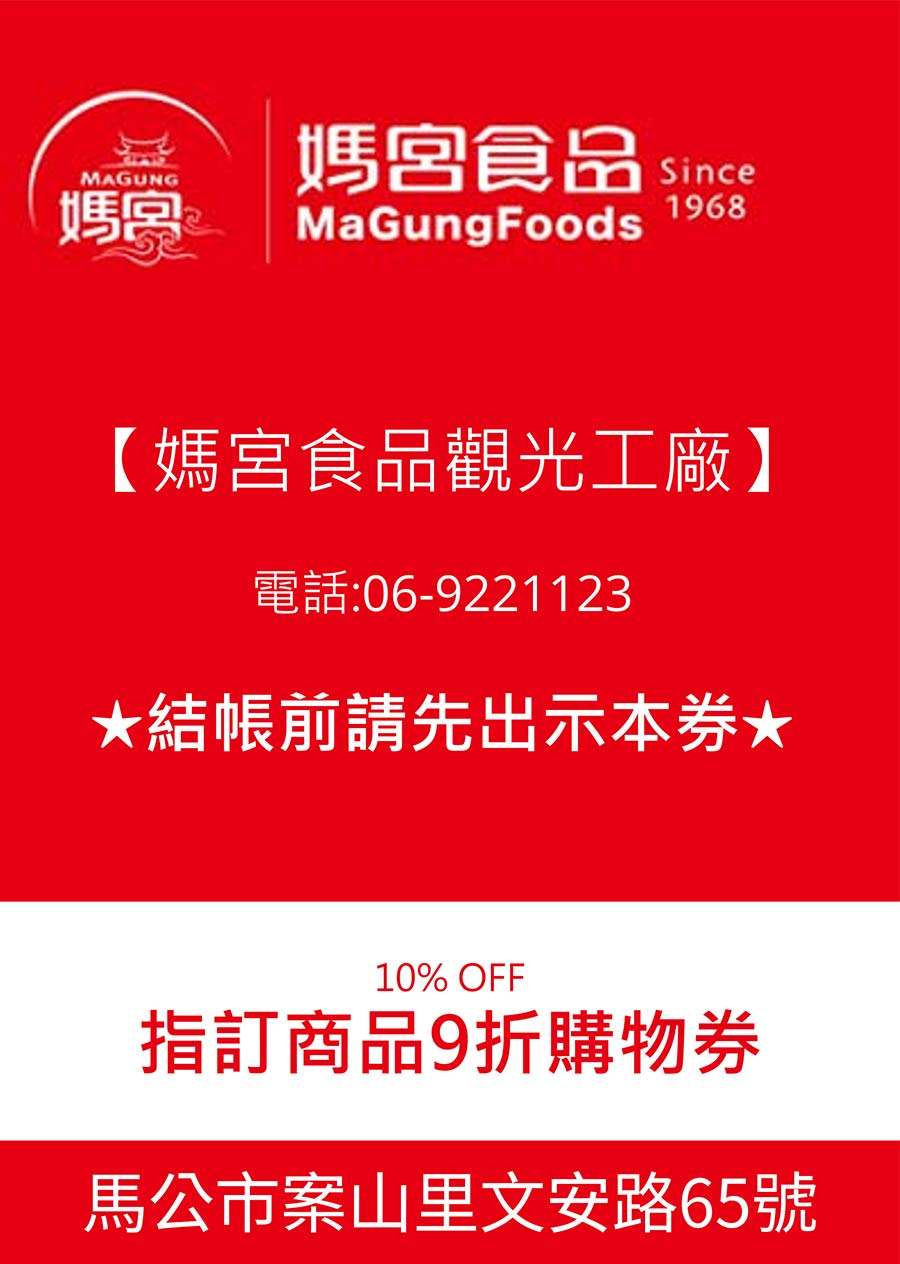 MAGUNG
媽宮
媽宮食品
MaGungFoods
Since
1968
【媽宮食品觀光工廠】
電話:06-9221123
★結帳前請先出示本券★
10% OFF
指訂商品9折購物券
馬公市案山里文安路65號